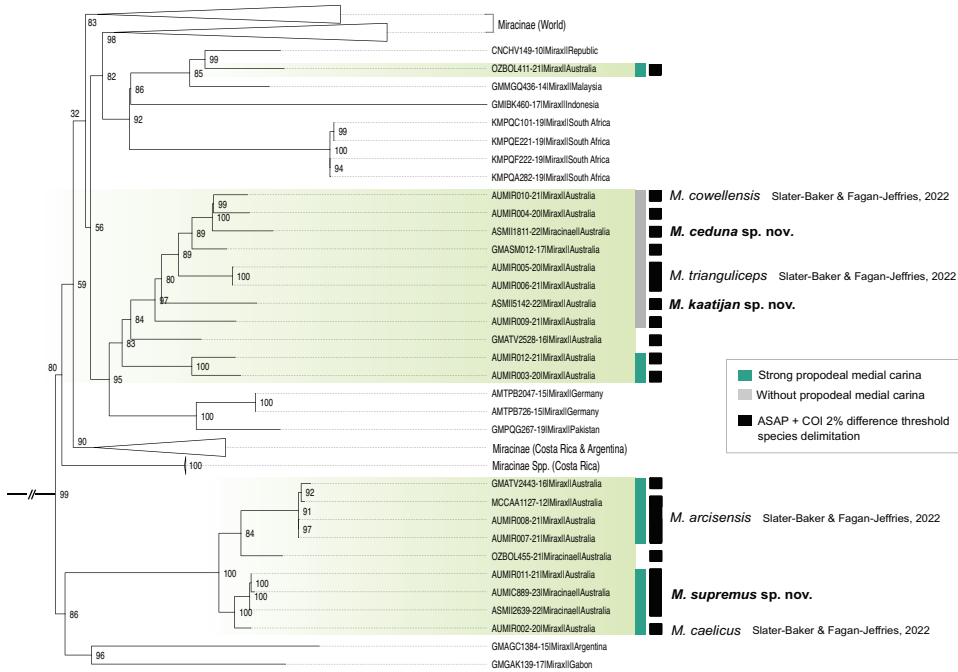 83
Miracinae (World)
98
CNCHV149-10|Mirax||Republic
99
OZBOL411-21|Mirax||Australia
85
82
GMMGQ436-14|Mirax||Malaysia
86
GMIBK460-17|Mirax||Indonesia
32
92
KMPQC101-19|Mirax||South Africa
99
KMPQE221-19|Mirax||South Africa
100
KMPQF222-19|Mirax||South Africa
94
KMPQA282-19|Mirax||South Africa
AUMIR010-21|Mirax||Australia M. cowellensis Slater-Baker & Fagan-Jeffries, 2022
99
AUMIR004-20|Mirax||Australia
100
56
ASMII1811-22|Miracinae||Australia M. ceduna sp. nov.
89
GMASM012-17|Mirax||Australia
89
AUMIR005-20|Mirax||Australia
M. trianguliceps Slater-Baker & Fagan-Jeffries, 2022
80
100
59
AUMIR006-21|Mirax||Australia
97
ASMII5142-22|Mirax||Australia M. kaatijan sp. nov.
84
AUMIR009-21|Mirax||Australia
83
GMATV2528-16|Mirax||Australia
AUMIR012-21|Mirax||Australia
100
80
95
AUMIR003-20|Mirax||Australia
Strong propodeal medial carina
Without propodeal medial carina
ASAP + COI 2% difference threshold
species delimitation
AMTPB2047-15|Mirax||Germany
100
AMTPB726-15|Mirax||Germany
100
GMPQG267-19|Mirax||Pakistan
90
Miracinae (Costa Rica & Argentina)
100
Miracinae Spp. (Costa Rica)
GMATV2443-16|Mirax||Australia
99
92
MCCAA1127-12|Mirax||Australia
91
M. arcisensis Slater-Baker & Fagan-Jeffries, 2022
AUMIR008-21|Mirax||Australia
84
97
AUMIR007-21|Mirax||Australia
OZBOL455-21|Miracinae||Australia
100
AUMIR011-21|Mirax||Australia
100
AUMIC889-23|Miracinae||Australia
100
M. supremus sp. nov.
86
100
ASMII2639-22|Miracinae||Australia
AUMIR002-20|Mirax||Australia M. caelicus Slater-Baker & Fagan-Jeffries, 2022
GMAGC1384-15|Mirax||Argentina
96
GMGAK139-17|Mirax||Gabon